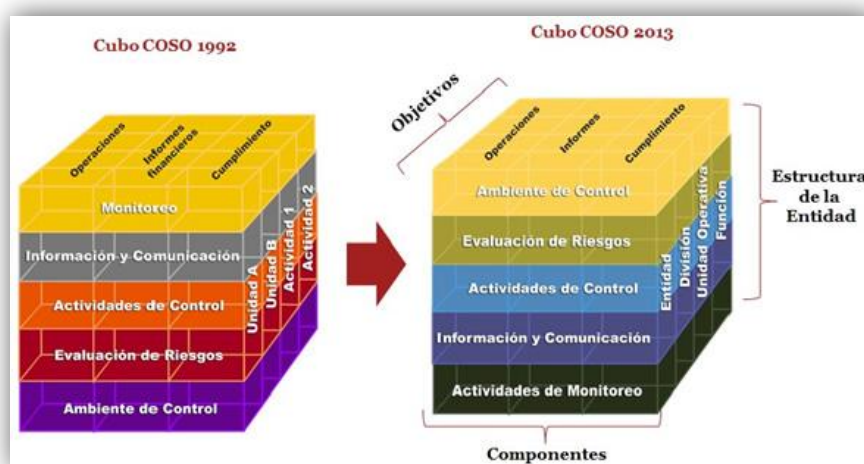 Cubo COSO 1992
Operaciones
Informes
financieros
Cumplimiento
Monitoreo
Información y Comunicación
Actividades de Control
Evaluación de Riesgos
Ambiente de Control
Unidad A
Unidad B
Actividad 1
Actividad 2
Cubo COSO 2013
Objetivos
Operaciones
Informes
Cumplimiento
Ambiente de Control
Evaluación de Riesgos
Actividades de Control
Información y Comunicación
Actividades de Monitoreo
Entidad
División
Unidad Operativa
Función
Estructura
de la
Entidad
Componentes